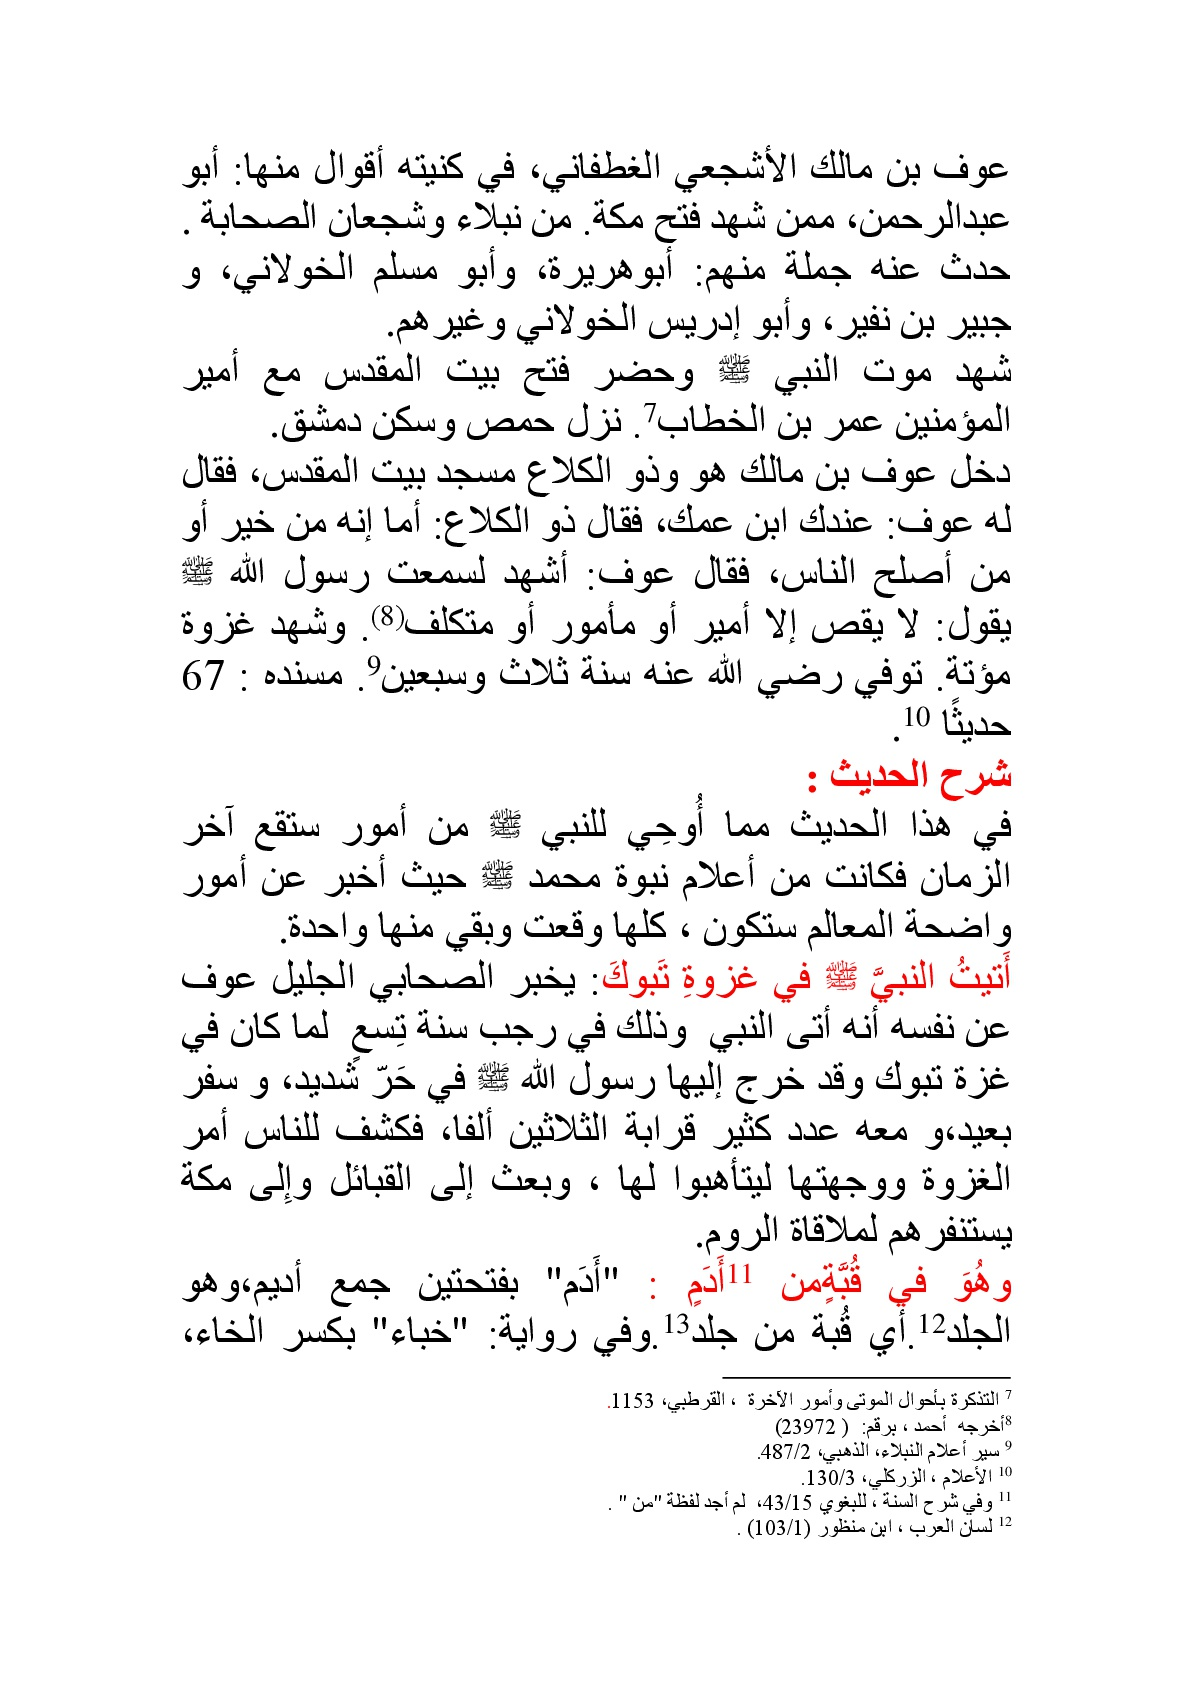 عوف بن مالك الأشجعي الغطفاني، في كنيته أقوال منها: أبو
عبدالرحمن، ممن شهد فتح مكة. من نبلاء وشجعان الصحابة .
حدث عنه جملة منهم: أبوهريرة، وأبو مسلم الخولاني، و
جبير بن نفير، وأبو إدريس الخولاني وغيرهم.
شهد موت النبي ﷺ وحضر فتح بيت المقدس مع أمير
المؤمنين عمر بن الخطاب7. نزل حمص وسكن دمشق.
دخل عوف بن مالك هو وذو الكلاع مسجد بيت المقدس، فقال
له عوف: عندك ابن عمك، فقال ذو الكلاع: أما إنه من خير أو
من أصلح الناس، فقال عوف: أشهد لسمعت رسول الله ﷺ
يقول: لا يقص إلا أمير أو مأمور أو متكلف(8). وشهد غزوة
مؤتة. توفي رضي الله عنه سنة ثلاث وسبعين9. مسنده : 67
حديثًا 10.
شرح الحديث :
في هذا الحديث مما أُوحِي للنبي ﷺ من أمور ستقع آخر
الزمان فكانت من أعلام نبوة محمد ﷺ حيث أخبر عن أمور
واضحة المعالم ستكون ، كلها وقعت وبقي منها واحدة.
أَتيتُ النبيَّ ﷺ في غزوةِ تَبوكَ: يخبر الصحابي الجليل عوف
عن نفسه أنه أتى النبي وذلك في رجب سنة تِسعٍ لما كان في
غزة تبوك وقد خرج إليها رسول الله ﷺ في حَرّ شديد، و سفر
بعيد،و معه عدد كثير قرابة الثلاثين ألفا، فكشف للناس أمر
الغزوة ووجهتها ليتأهبوا لها ، وبعث إلى القبائل وإِلى مكة
يستنفرهم لملاقاة الروم.
وهُوَ في قُبَّةٍمن 11أَدَمٍ : "أَدَم" بفتحتين جمع أديم،وهو
الجلد12.أي قُبة من جلد13.وفي رواية: "خباء" بكسر الخاء،
7 التذكرة بأحوال الموتى وأمور الآخرة ، القرطبي، 1153.
8أخرجه أحمد ، برقم: ( 23972)
9 سير أعلام النبلاء، الذهبي، 487/2.
10 الأعلام ، الزركلي، 130/3.
11 وفي شرح السنة ، للبغوي 43/15، لم أجد لفظة "من " .
12 لسان العرب ، ابن منظور (103/1) .